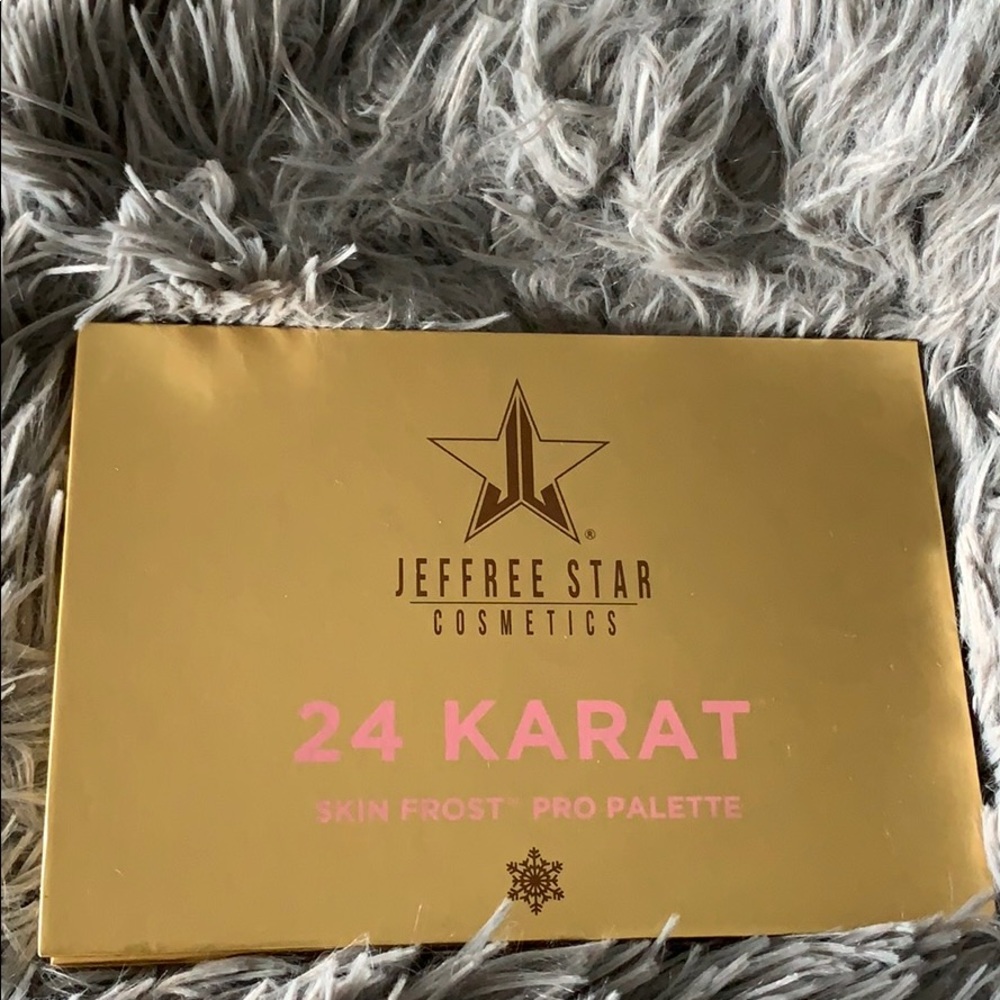 ®
JEFFREE STAR
COSMETICS
24 KARAT
SKIN FROST™ PRO PALETTE